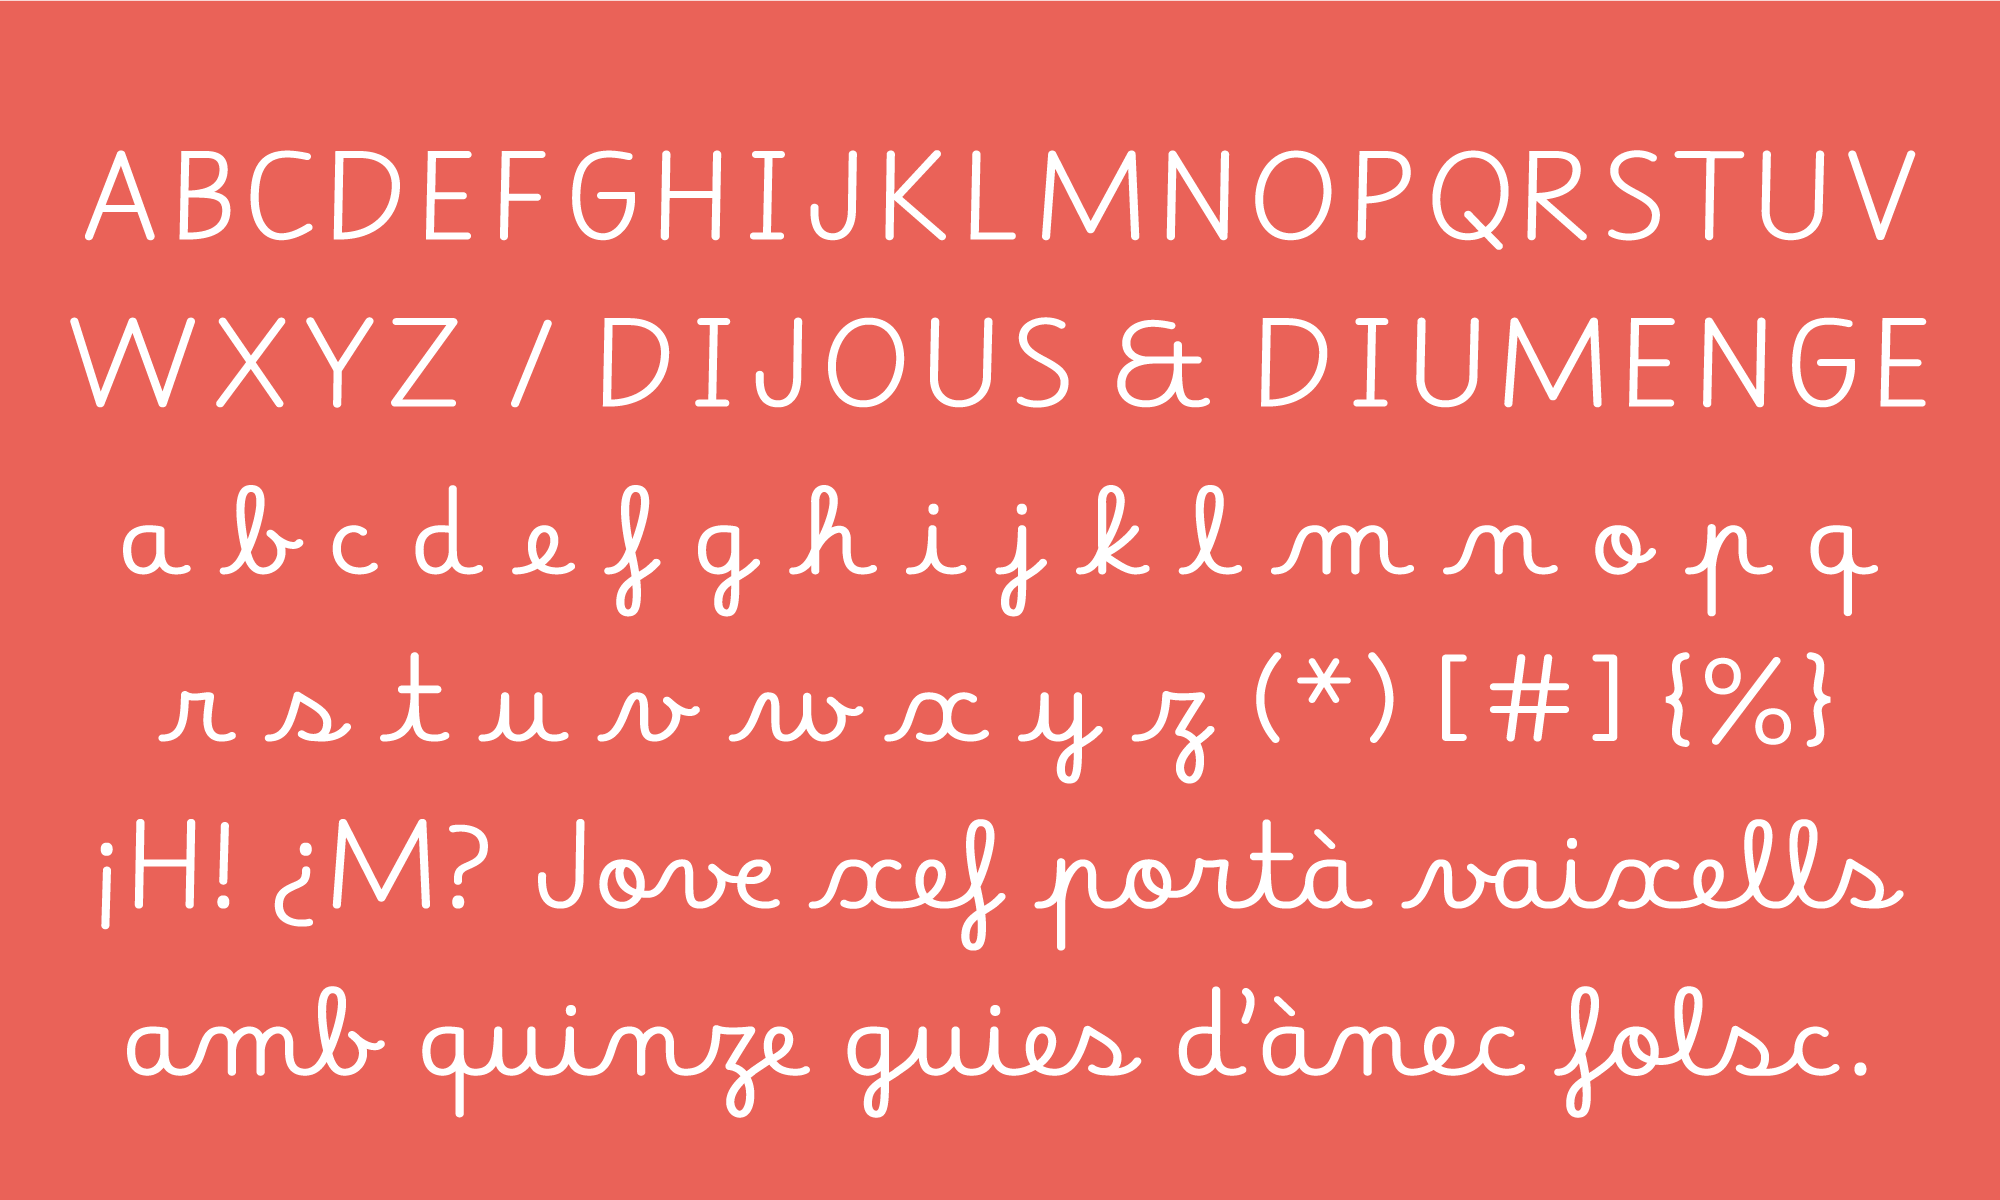 ABCDEFGHIJKLMNOPQRSTUV
WXYZ / DIJOUS & DIUMENGE
a b c d e f g h i j k l m n o p q
r s t u v w x y z (*) [#] {%}
¡H! ¿M? Jove xef portà vaixells
amb quinze guies d’ànec folsc.